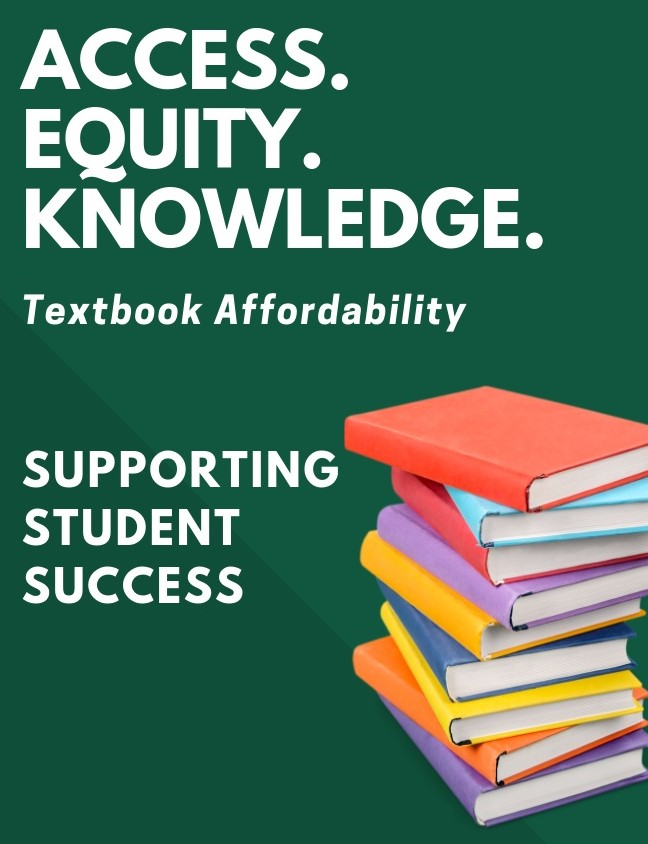 ACCESS.
EQUITY.
KNOWLEDGE.
Textbook Affordability
SUPPORTING
STUDENT
SUCCESS